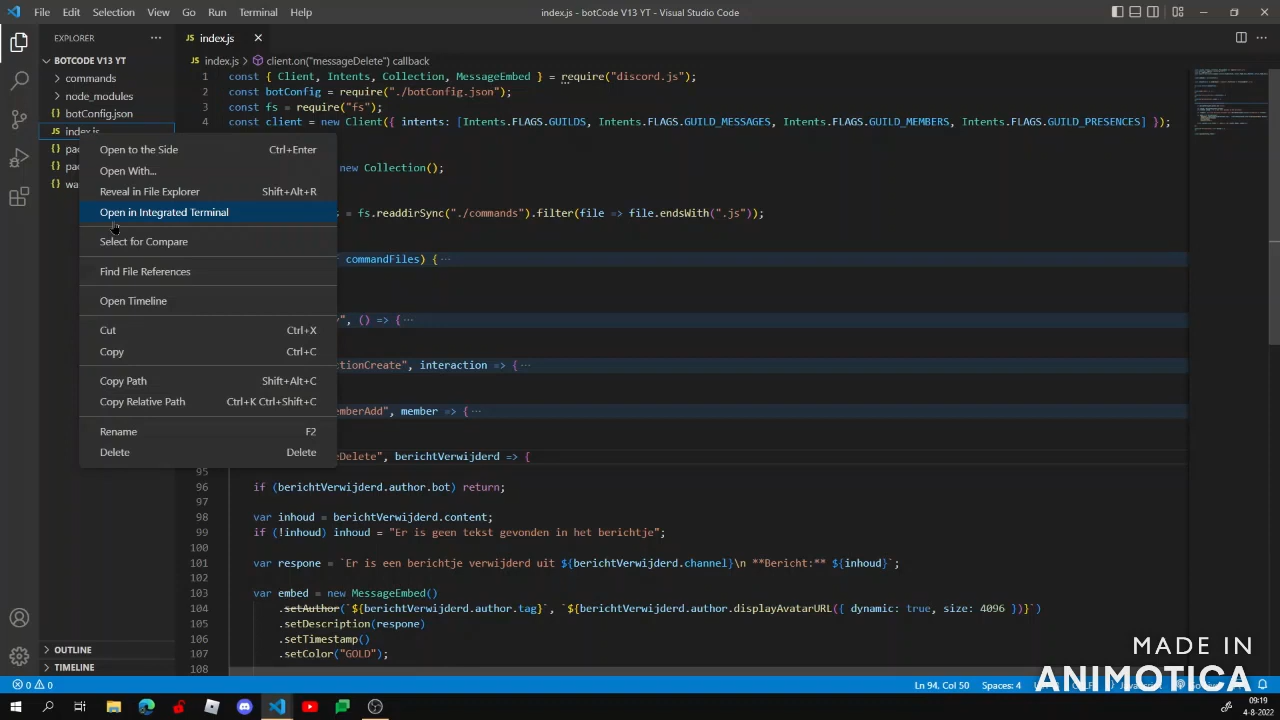 File Edit Selection View Go Run Terminal Help
index.js - botCode V13 YT - Visual Studio Code
EXPLORER
JS index.js
BOTCODE V13 YT
JS index.js > client.on("messageDelete") callback
commands
node_modules
{} botConfig.json
JS index.js
{} pac
{} pac
{} wa
Open to the Side Ctrl+Enter
Open With...
Reveal in File Explorer Shift+Alt+R
Open in Integrated Terminal
Select for Compare
Find File References
Open Timeline
Cut Ctrl+X
Copy Ctrl+C
Copy Path Shift+Alt+C
Copy Relative Path Ctrl+K Ctrl+Shift+C
Rename F2
Delete Delete
1 const { Client, Intents, Collection, MessageEmbed } = require("discord.js");
2 const botConfig = require("./botConfig.json");
3 const fs = require("fs");
4 const client = new Client({ intents: [Intents.FLAGS.GUILDS, Intents.FLAGS.GUILD_MESSAGES, Intents.FLAGS.GUILD_MEMBERS, Intents.FLAGS.GUILD_PRESENCES] });
new Collection();
s = fs.readdirSync("./commands").filter(file => file.endsWith(".js"));
commandFiles) { ...
", () => { ...
ctionCreate", interaction => { ...
emberAdd", member => { ...
eDelete", berichtVerwijderd => {
95
96 if (berichtVerwijderd.author.bot) return;
97
98 var inhoud = berichtVerwijderd.content;
99 if (!inhoud) inhoud = "Er is geen tekst gevonden in het berichtje";
100
101 var respone = `Er is een berichtje verwijderd uit ${berichtVerwijderd.channel}\n **Bericht:** ${inhoud}`;
102
103 var embed = new MessageEmbed()
104 .setAuthor(`${berichtVerwijderd.author.tag}`, `${berichtVerwijderd.author.displayAvatarURL({ dynamic: true, size: 4096 })}`)
105 .setDescription(respone)
106 .setTimestamp()
107 .setColor("GOLD");
108
OUTLINE
TIMELINE
MADE IN
ANIMOTICA
0 0
Ln 94, Col 50 Spaces: 4
09:19
4-8-2022